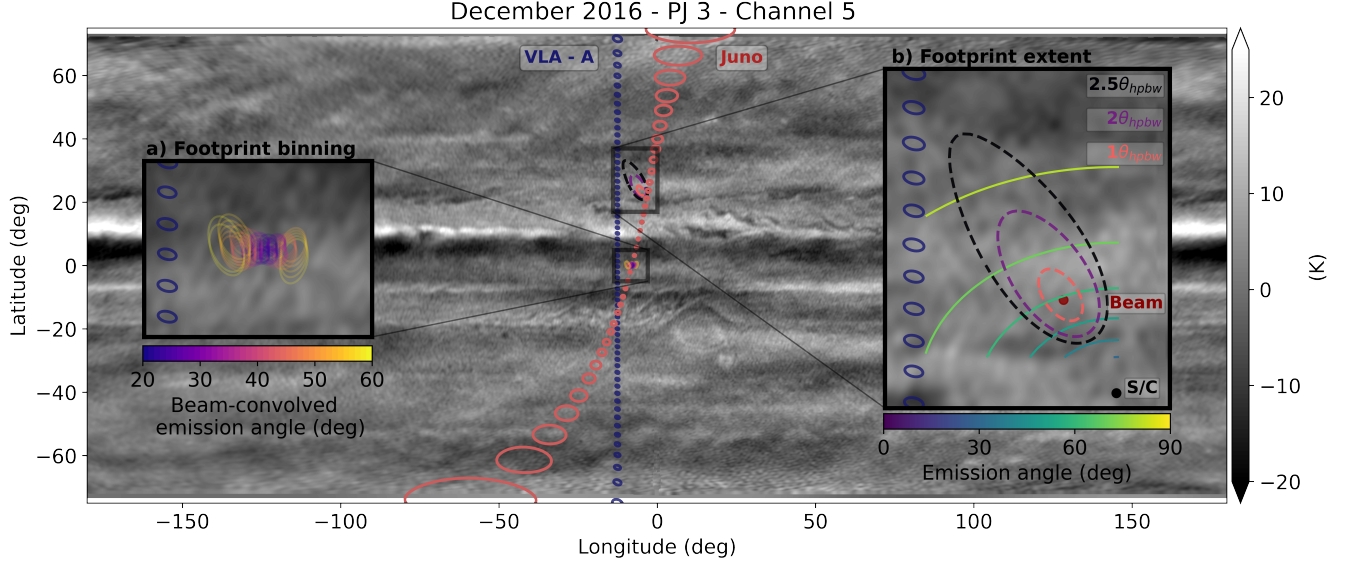 December 2016 - PJ 3 - Channel 5
VLA - A
Juno
b) Footprint extent
2.5θhpbw
2θhpbw
1θhpbw
Beam
S/C
a) Footprint binning
20 30 40 50 60
Beam-convolved
emission angle (deg)
0 30 60 90
Emission angle (deg)
60
40
20
0
−20
−40
−60
Latitude (deg)
−150 −100 −50 0 50 100 150
Longitude (deg)
20
10
0
−10
−20
(K)